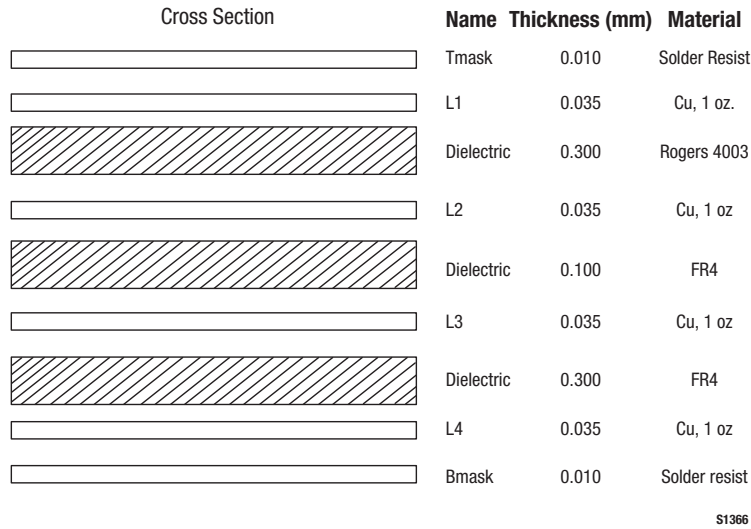 Cross Section Name Thickness (mm) Material
Tmask 0.010 Solder Resist
L1 0.035 Cu, 1 oz.
Dielectric 0.300 Rogers 4003
L2 0.035 Cu, 1 oz
Dielectric 0.100 FR4
L3 0.035 Cu, 1 oz
Dielectric 0.300 FR4
L4 0.035 Cu, 1 oz
Bmask 0.010 Solder resist
S1366